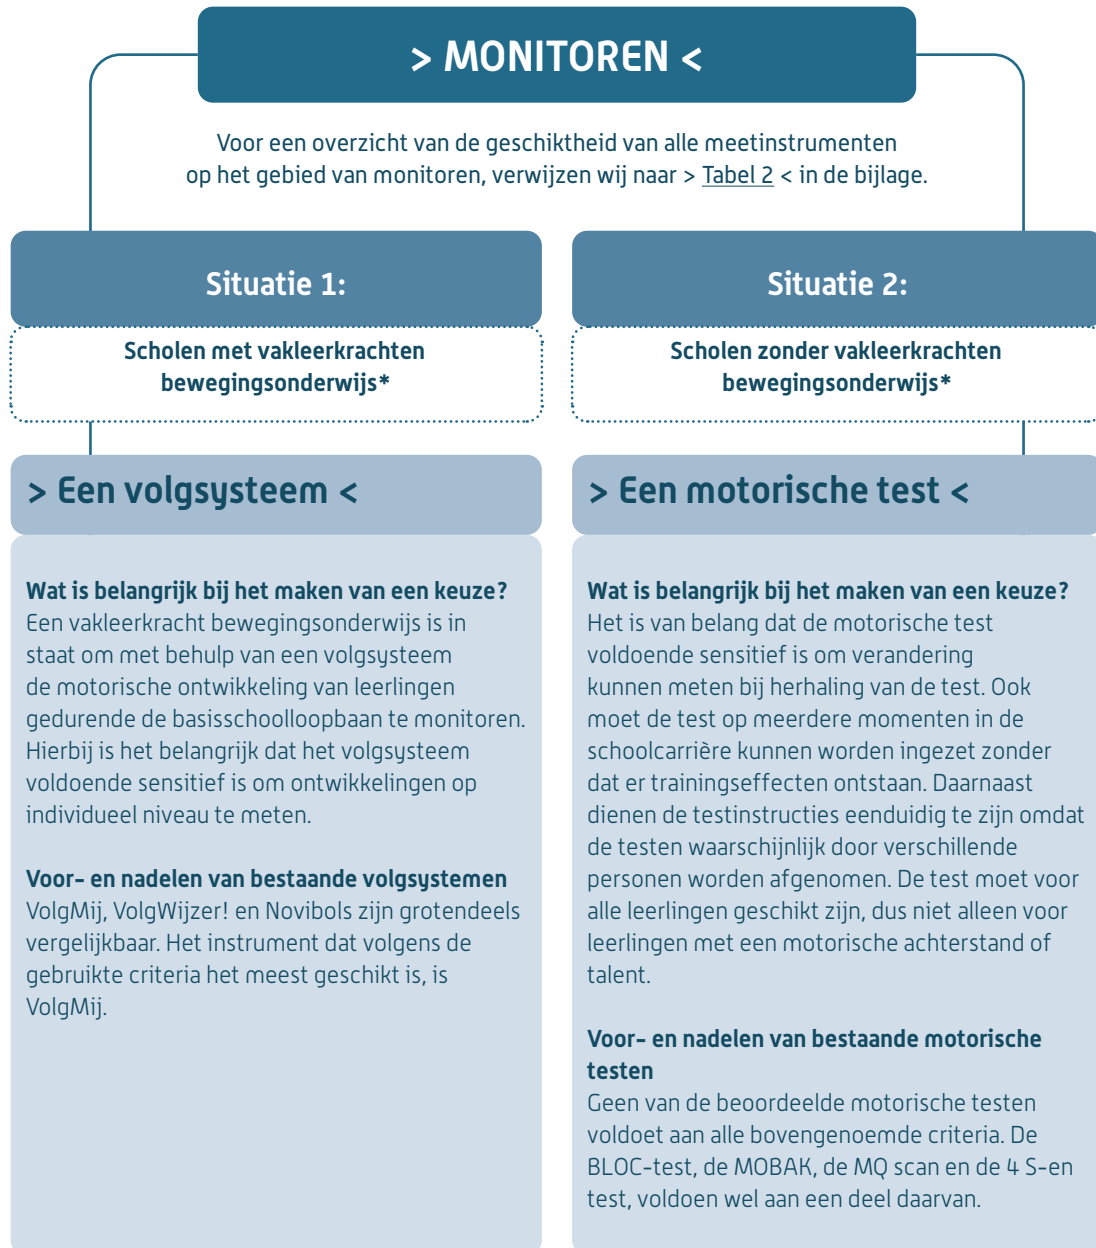 > MONITOREN <
Voor een overzicht van de geschiktheid van alle meetinstrumenten
op het gebied van monitoren, verwijzen wij naar > Tabel 2 < in de bijlage.
Situatie 1:
Scholen met vakleerkrachten
bewegingsonderwijs*
> Een volgsysteem <
Wat is belangrijk bij het maken van een keuze?
Een vakleerkracht bewegingsonderwijs is in
staat om met behulp van een volgsysteem
de motorische ontwikkeling van leerlingen
gedurende de basisschoolloopbaan te monitoren.
Hierbij is het belangrijk dat het volgsysteem
voldoende sensitief is om ontwikkelingen op
individueel niveau te meten.
Voor- en nadelen van bestaande volgsystemen
VolgMij, VolgWijzer! en Novibols zijn grotendeels
vergelijkbaar. Het instrument dat volgens de
gebruikte criteria het meest geschikt is, is
VolgMij.
Situatie 2:
Scholen zonder vakleerkrachten
bewegingsonderwijs*
> Een motorische test <
Wat is belangrijk bij het maken van een keuze?
Het is van belang dat de motorische test
voldoende sensitief is om verandering
kunnen meten bij herhaling van de test. Ook
moet de test op meerdere momenten in de
schoolcarrière kunnen worden ingezet zonder
dat er trainingseffecten ontstaan. Daarnaast
dienen de testinstructies eenduidig te zijn omdat
de testen waarschijnlijk door verschillende
personen worden afgenomen. De test moet voor
alle leerlingen geschikt zijn, dus niet alleen voor
leerlingen met een motorische achterstand of
talent.
Voor- en nadelen van bestaande motorische
testen
Geen van de beoordeelde motorische testen
voldoet aan alle bovengenoemde criteria. De
BLOC-test, de MOBAK, de MQ scan en de 4 S-en
test, voldoen wel aan een deel daarvan.